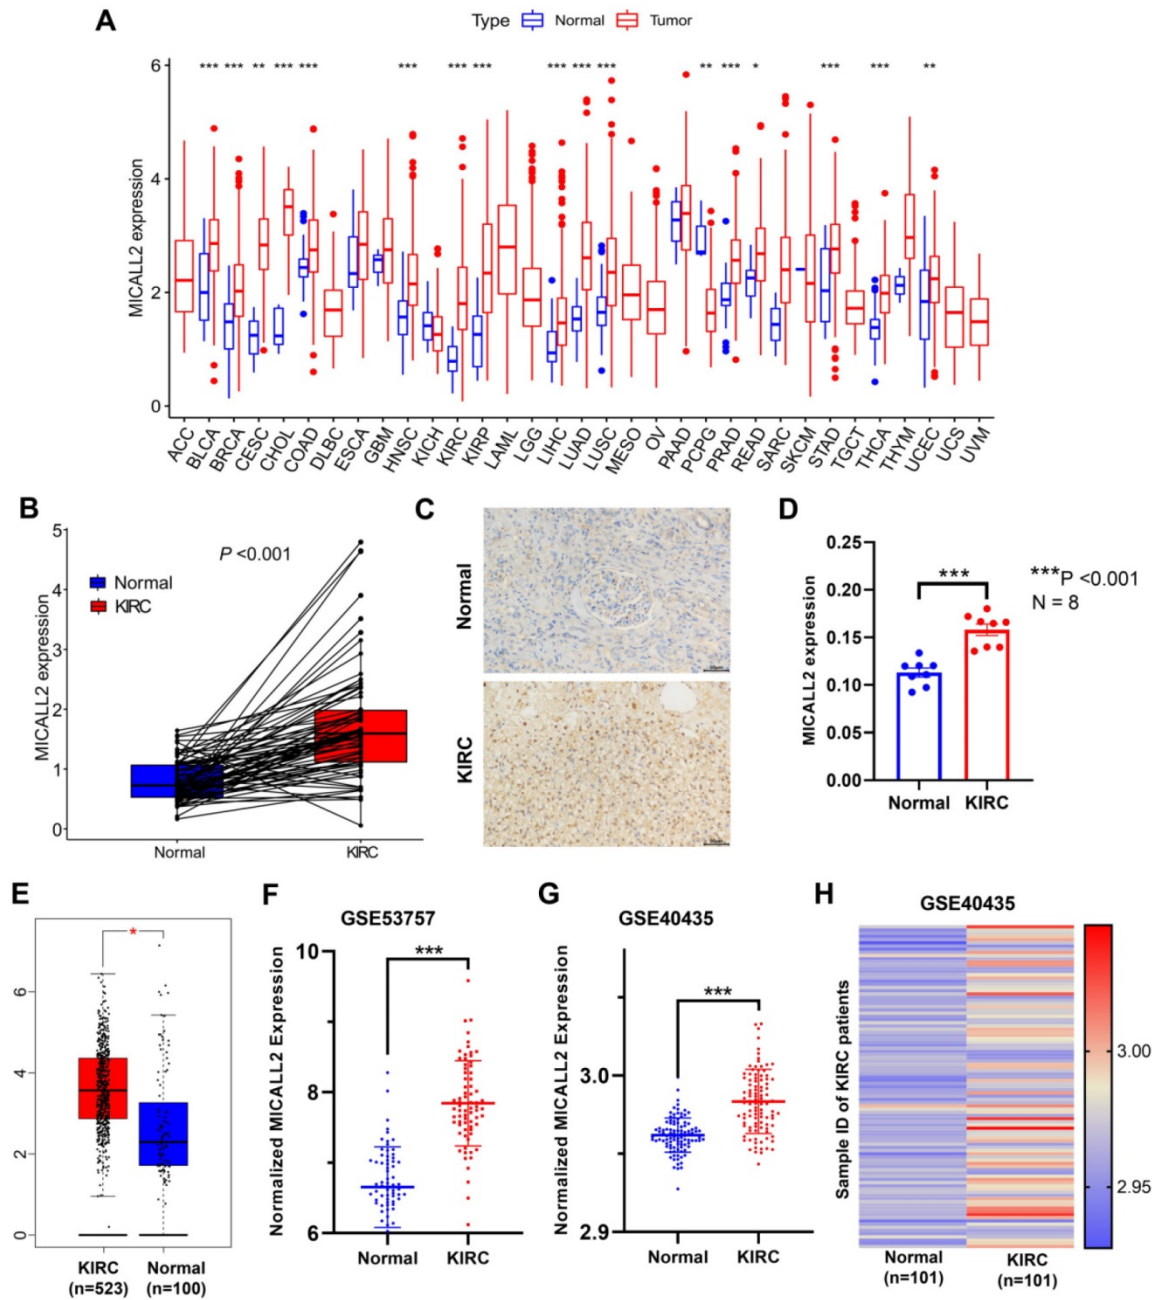 A
Type Normal Tumor
*** *** ** *** *** *** *** *** *** *** *** ** *** * *** *** **
MICALL2 expression
6
4
2
0
ACC BLCA BRCA CESC CHOL COAD DLBC ESCA GBM HNSC KICH KIRC KIRP LAML LGG LIHC LUAD LUSC MESO OV PAAD PCPG PRAD READ SARC SKCM STAD TGCT THCA THYM UCEC UCS UVM
B
MICALL2 expression
5
4
3
2
1
0
P <0.001
Normal
KIRC
Normal KIRC
C
Normal
KIRC
D
MICALL2 expression
0.25
0.20
0.15
0.10
0.05
0.00
***
***P <0.001
N = 8
Normal KIRC
E
*
6
4
2
0
KIRC Normal
(n=523) (n=100)
F
GSE53757
Normalized MICALL2 Expression
10
8
6
***
Normal KIRC
G
GSE40435
Normalized MICALL2 Expression
3.0
2.9
***
Normal KIRC
H
GSE40435
Sample ID of KIRC patients
3.00
2.95
Normal KIRC
(n=101) (n=101)